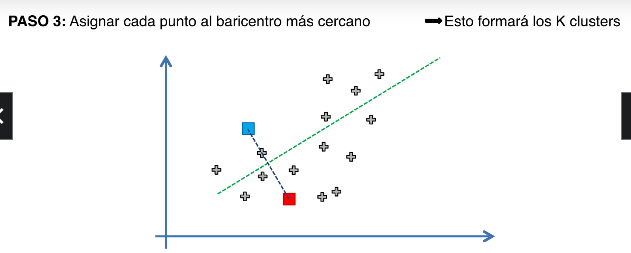 PASO 3: Asignar cada punto al baricentro más cercano ➡Esto formará los K clusters